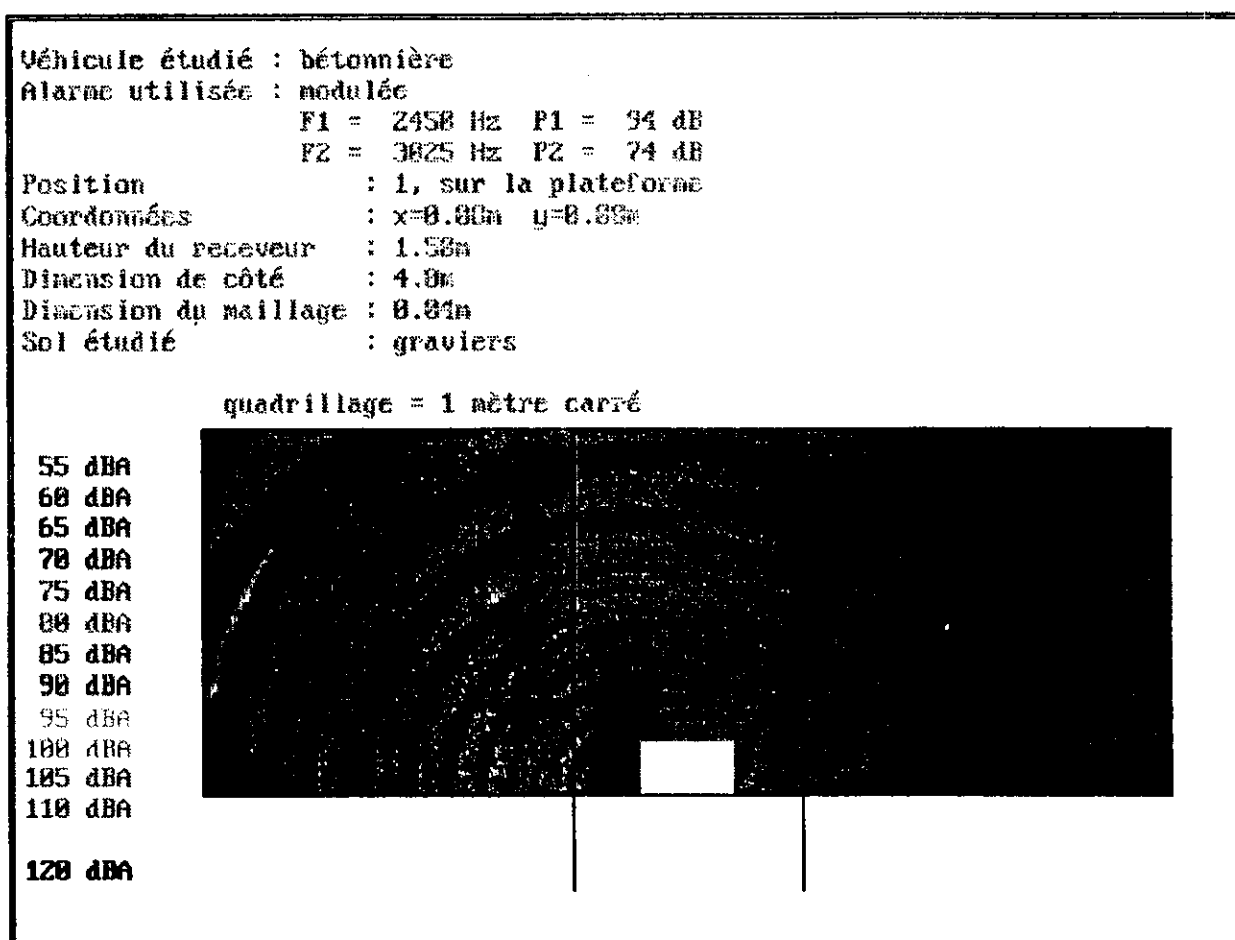 Véhicule étudié : bétonnière
Alarme utilisée : modulée
F1 = 2450 Hz P1 = 94 dB
F2 = 3025 Hz P2 = 74 dB
Position : 1, sur la plateforme
Coordonnées : x=0.00m y=0.00m
Hauteur du receveur : 1.50m
Dimension de côté : 4.0m
Dimension du maillage : 0.04m
Sol étudié : graviers
quadrillage = 1 mètre carré
55 dBA
60 dBA
65 dBA
70 dBA
75 dBA
80 dBA
85 dBA
90 dBA
95 dBA
100 dBA
105 dBA
110 dBA
120 dBA